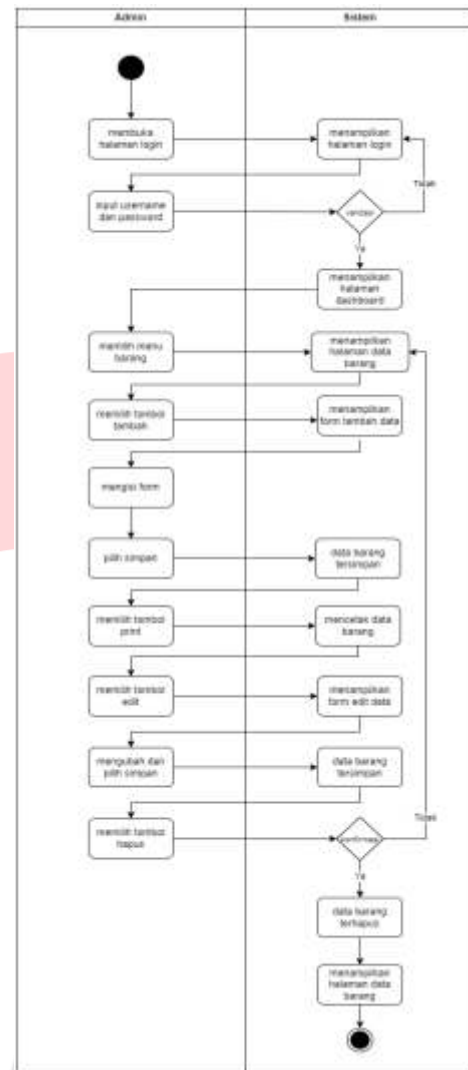 Admin
Sistem
membuka
halaman login
menampilkan
halaman login
Tidak
input username
dan password
validasi
Ya
menampilkan
halaman
dashboard
memilih menu
barang
menampilkan
halaman data
barang
memilih tombol
tambah
menampilkan
form tambah data
mengisi form
pilih simpan
data barang
tersimpan
memilih tombol
print
mencetak data
barang
memilih tombol
edit
menampilkan
form edit data
mengubah dan
pilih simpan
data barang
tersimpan
memilih tombol
hapus
konfirmasi
Tidak
Ya
data barang
terhapus
menampilkan
halaman data
barang